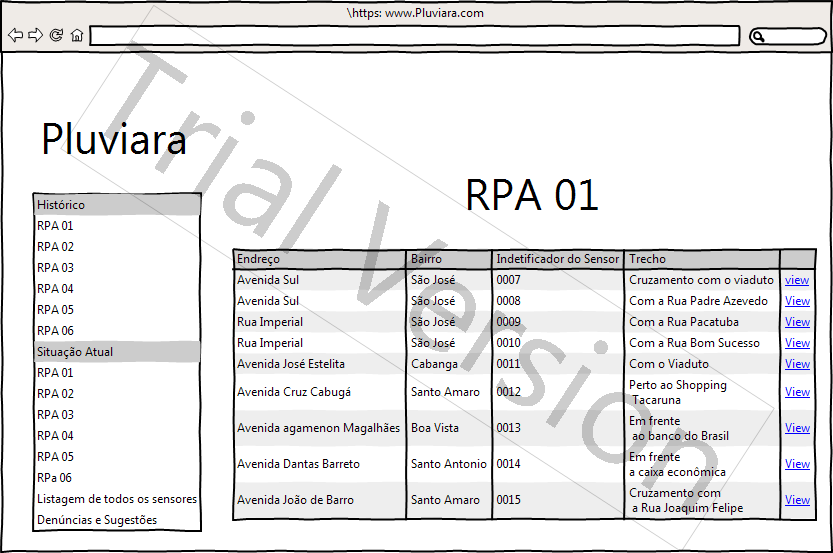 \https: www.Pluviara.com
Trial Version
Pluviara
RPA 01
Histórico
RPA 01
RPA 02
RPA 03
RPA 04
RPA 05
RPA 06
Situação Atual
RPA 01
RPA 02
RPA 03
RPA 04
RPA 05
RPa 06
Listagem de todos os sensores
Denúncias e Sugestões
Endreço Bairro Indetificador do Sensor Trecho
Avenida Sul São José 0007 Cruzamento com o viaduto view
Avenida Sul São José 0008 Com a Rua Padre Azevedo View
Rua Imperial São José 0009 Com a Rua Pacatuba View
Rua Imperial São José 0010 Com a Rua Bom Sucesso View
Avenida José Estelita Cabanga 0011 Com o Viaduto View
Avenida Cruz Cabugá Santo Amaro 0012 Perto ao Shopping
Tacaruna View
Avenida agamenon Magalhães Boa Vista 0013 Em frente
ao banco do Brasil View
Avenida Dantas Barreto Santo Antonio 0014 Em frente
a caixa econômica View
Avenida João de Barro Santo Amaro 0015 Cruzamento com
a Rua Joaquim Felipe View